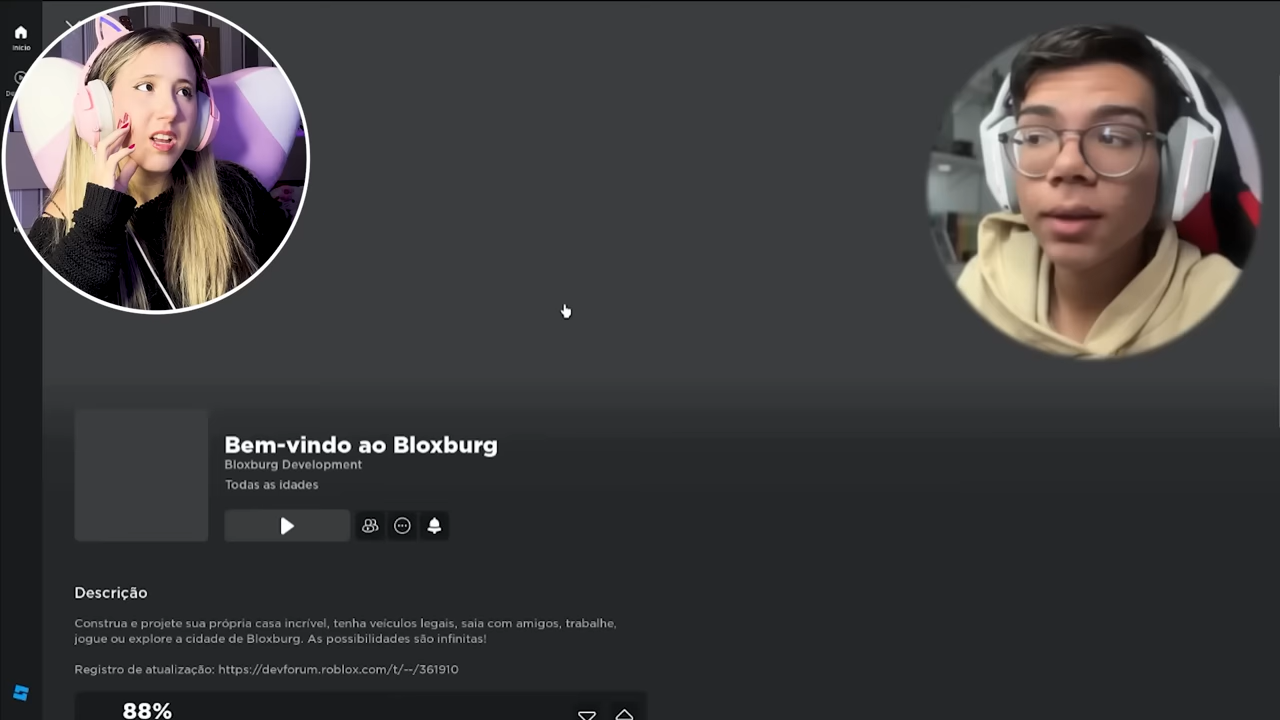 Início
Bem-vindo ao Bloxburg
Bloxburg Development
Todas as idades
Descrição
Construa e projete sua própria casa incrível, tenha veículos legais, saia com amigos, trabalhe,
jogue ou explore a cidade de Bloxburg. As possibilidades são infinitas!
Registro de atualização: https://devforum.roblox.com/t/--/361910
88%